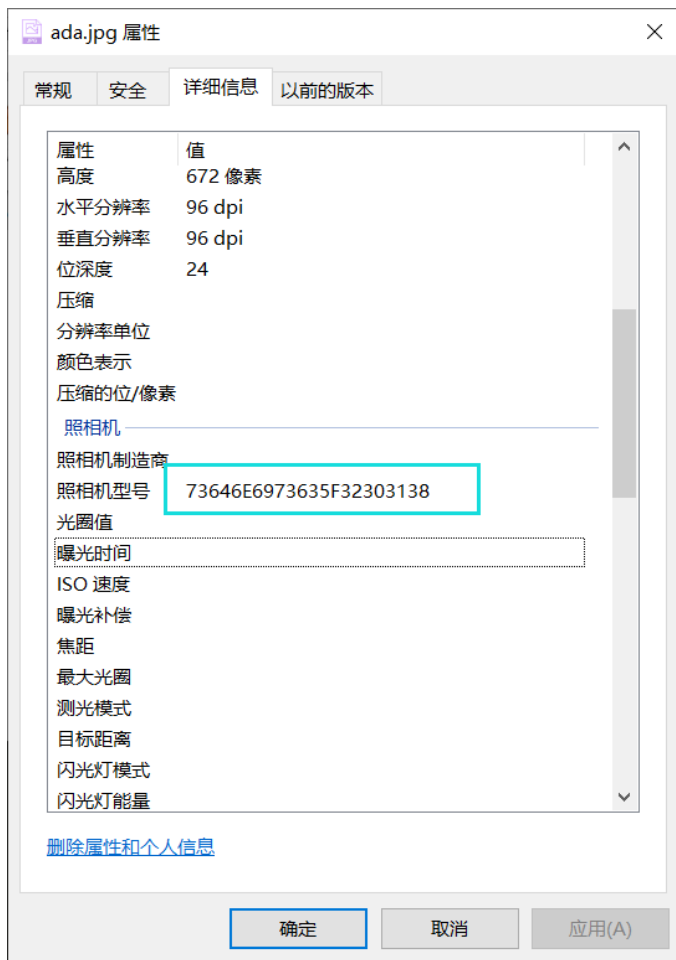 ada.jpg 属性
常规 安全 详细信息 以前的版本
属性 值
高度 672 像素
水平分辨率 96 dpi
垂直分辨率 96 dpi
位深度 24
压缩
分辨率单位
颜色表示
压缩的位/像素
照相机
照相机制造商
照相机型号 73646E6973635F32303138
光圈值
曝光时间
ISO 速度
曝光补偿
焦距
最大光圈
测光模式
目标距离
闪光灯模式
闪光灯能量
删除属性和个人信息
确定 取消 应用(A)